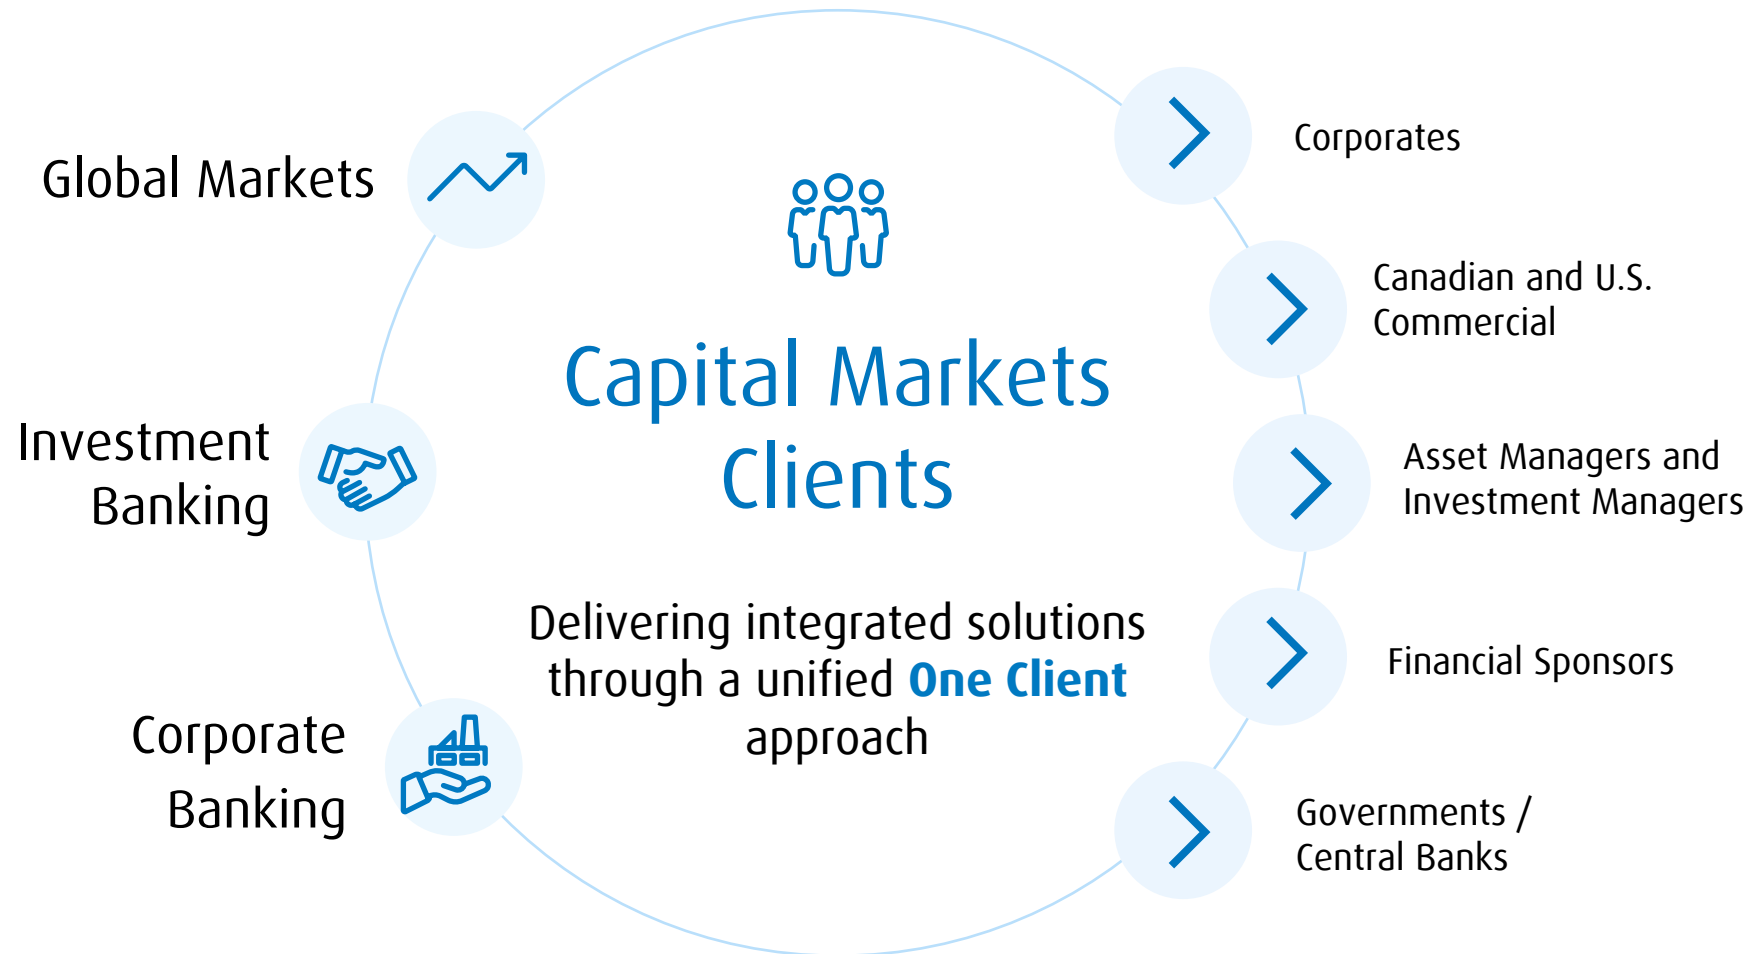 Global Markets
Investment
Banking
Corporate
Banking
Capital Markets
Clients
Delivering integrated solutions
through a unified One Client
approach
Corporates
Canadian and U.S.
Commercial
Asset Managers and
Investment Managers
Financial Sponsors
Governments /
Central Banks